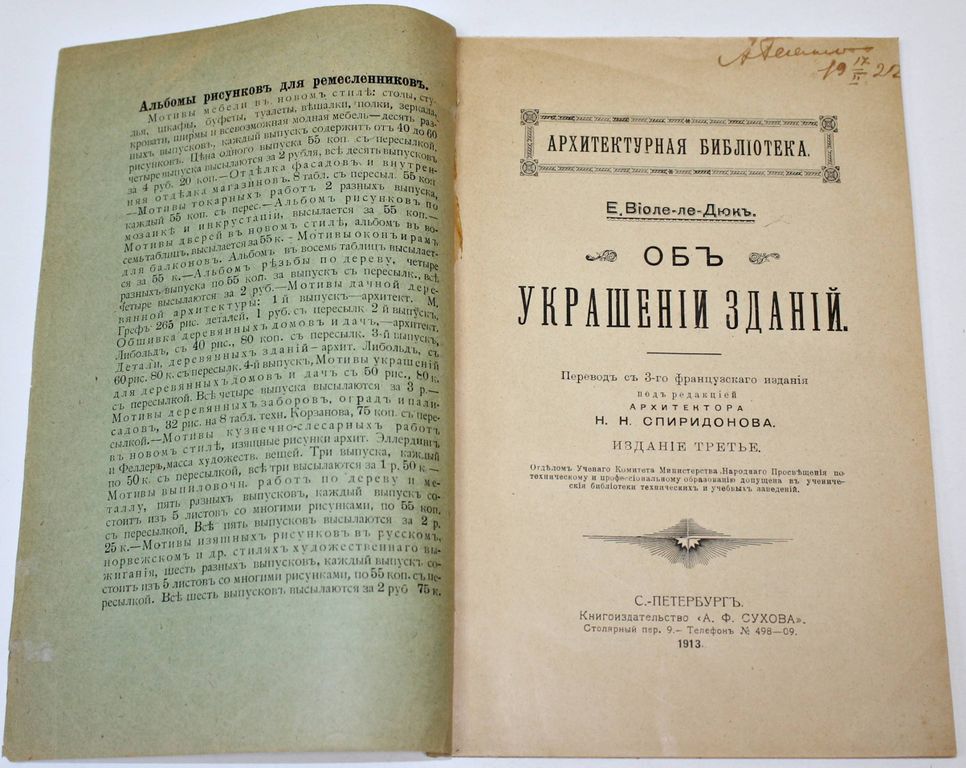 Альбомы рисунковъ для ремесленниковъ.
Мотивы мебели въ новомъ стилѣ: столы, сту-
лья, шкафы, буфеты, туалеты, вѣшалки, полки, зеркала,
кровати, ширмы и всевозможная модная мебель—десять раз-
ныхъ выпусковъ, каждый выпускъ содержитъ отъ 40 до 60
рисунковъ. Цѣна одного выпуска 55 коп. съ пересылкой,
четыре выпуска высылаются за 2 рубля, всѣ десять выпусковъ
за 4 руб. 20 коп.—Отдѣлка фасадовъ и внутрен-
няя отдѣлка магазиновъ. 8 табл. съ пересыл. 55 коп
—Мотивы токарныхъ работъ 2 разныхъ выпуска,
каждый 55 коп. съ перес.—Альбомъ рисунковъ по
мозаикѣ и инкрустаціи, высылается за 55 коп.—
Мотивы дверей въ новомъ стилѣ, альбомъ въ во-
семь таблицъ, высылается за 55 к. - Мотивы оконъ и рамъ
для балконовъ. Альбомъ въ восемь таблицъ высылает-
ся за 55 к.—Альбомъ рѣзьбы по дереву, четыре
разныхъ выпуска по 55 коп. за выпускъ съ пересылк., всѣ
четыре высылаются за 2 руб.—Мотивы дачной дере-
вянной архитектуры: 1 й выпускъ—архитект. М.
Грефъ 265 рис. деталей, 1 руб. съ пересылк 2 й выпускъ,
Обшивка деревянныхъ домовъ и дачъ,—архитект.
Либольдъ, съ 40 рис., 80 коп. съ пересылк. 3-й выпускъ,
Детали, деревянныхъ зданій – архит. Либольдъ, съ
60 рис. 80 к. съ пересылк. 4-й выпускъ, Мотивы украшеній
для деревянныхъ домовъ и дачъ съ 50 рис., 80 к.
съ пересылкой. Всѣ четыре выпуска высылаются за 3 р.—
Мотивы деревянныхъ заборовъ, оградъ и пали-
садовъ, 32 рис. на 8 табл. техн. Корзанова, 75 коп. съ пере-
сылкой.—Мотивы кузнечно-слесарныхъ работъ
въ новомъ стилѣ, изящные рисунки архит. Эллердингъ
и Феллеръ, масса художеств. вещей. Три выпуска, каждый
по 50 к. съ пересылкой, всѣ три высылаются за 1 р. 50 к —
Мотивы выпиловочн. работъ по дереву и ме-
таллу, пять разныхъ выпусковъ, каждый выпускъ со-
стоитъ изъ 5 листовъ со многими рисунками, по 55 коп.
съ пересылкой. Всѣ пять выпусковъ высылаются за 2 р.
25 к.—Мотивы изящныхъ рисунковъ въ русскомъ,
норвежскомъ и др. стиляхъ художественнаго вы-
жиганія, шесть разныхъ выпусковъ, каждый выпускъ со-
стоитъ изъ 5 листовъ со многими рисунками, по 55 коп. съ пе-
ресылкой. Всѣ шесть выпусковъ высылаются за 2 руб 75 к.
19 17/II 22
АРХИТЕКТУРНАЯ БИБЛІОТЕКА.
Е. Віоле-ле-Дюкъ.
ОБЪ
УКРАШЕНІИ ЗДАНІЙ.
Переводъ съ 3-го французскаго изданія
подъ редакціей
АРХИТЕКТОРА
Н. Н. СПИРИДОНОВА.
ИЗДАНІЕ ТРЕТЬЕ.
Отдѣломъ Ученаго Комитета Министерства Народнаго Просвѣщенія по
техническому и профессіональному образованію допущена въ учениче-
скія библіотеки техническихъ и учебныхъ заведеній.
С.-ПЕТЕРБУРГЪ.
Книгоиздательство «А. Ф. СУХОВА».
Столярный пер. 9.– Телефонъ № 498—09.
1913.